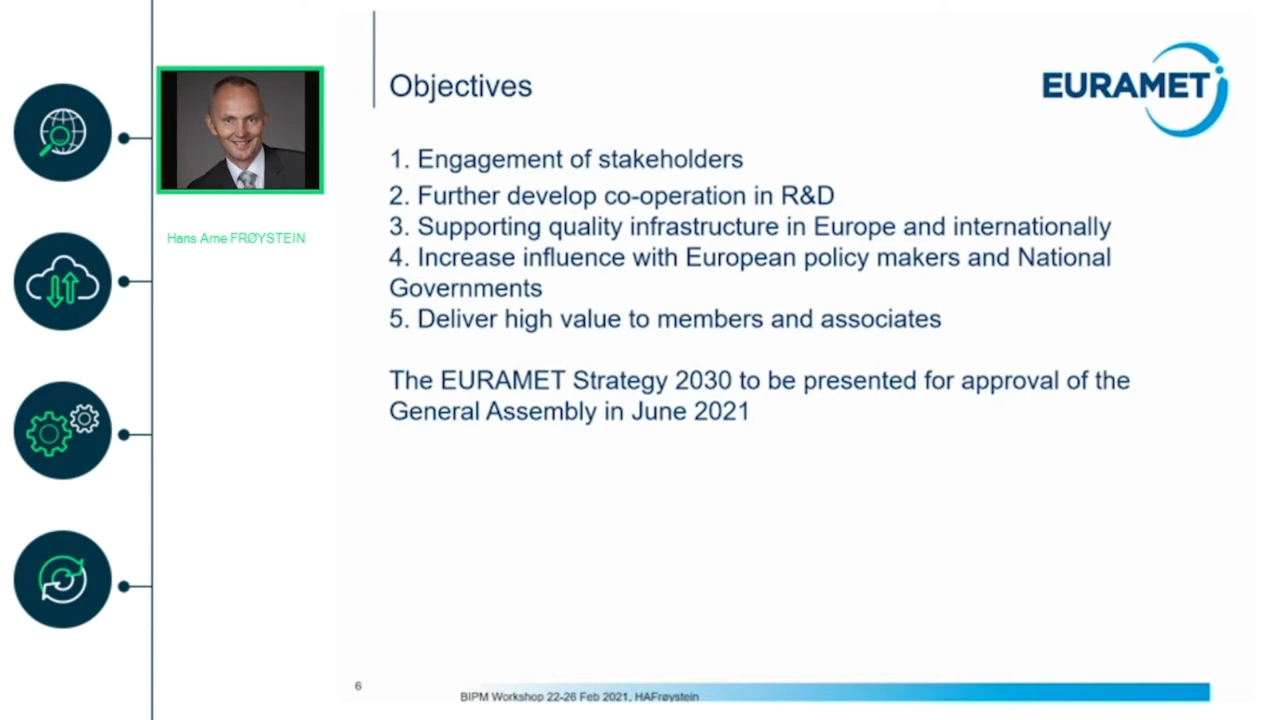 Objectives
EURAMET
Hans Arne FRØYSTEIN
1. Engagement of stakeholders
2. Further develop co-operation in R&D
3. Supporting quality infrastructure in Europe and internationally
4. Increase influence with European policy makers and National
Governments
5. Deliver high value to members and associates
The EURAMET Strategy 2030 to be presented for approval of the
General Assembly in June 2021
6
BIPM Workshop 22-26 Feb 2021, HAFrøystein